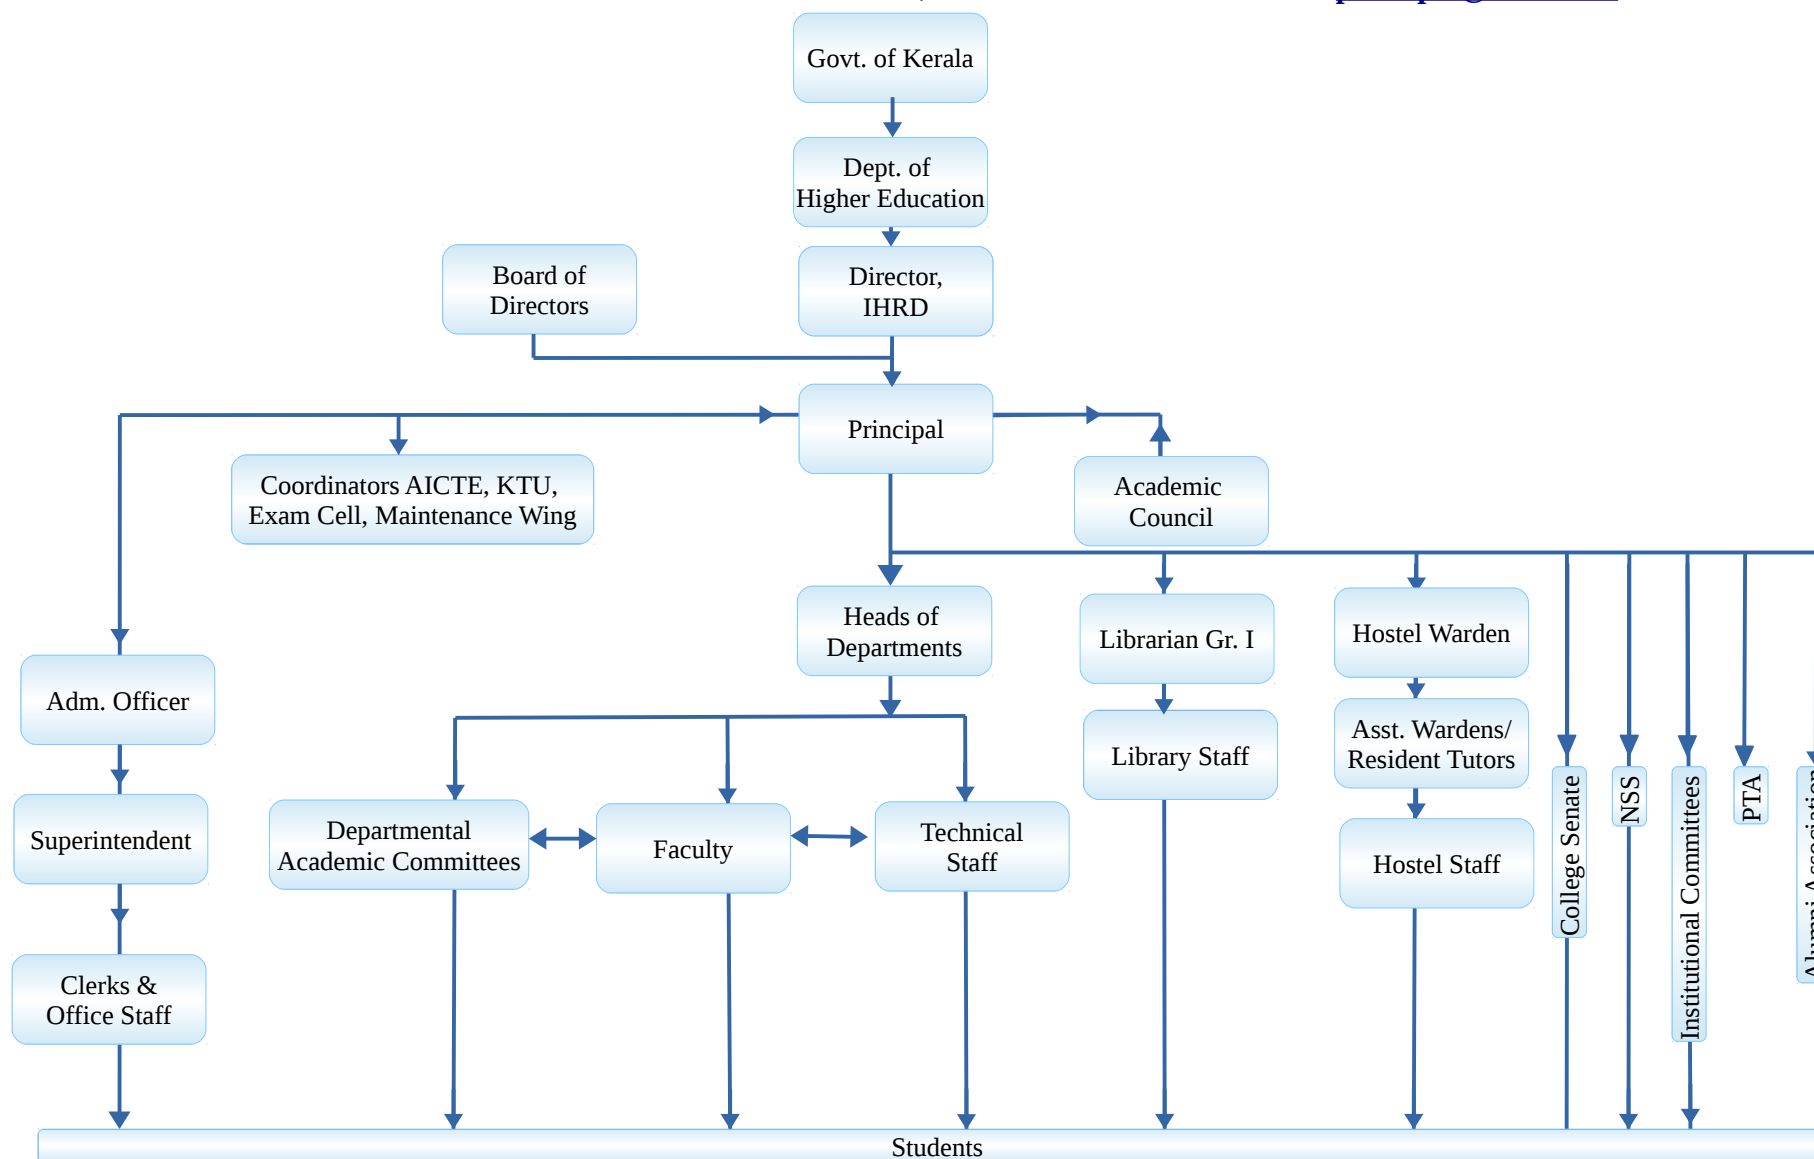 Govt. of Kerala
Dept. of
Higher Education
Board of
Directors
Director,
IHRD
Principal
Coordinators AICTE, KTU,
Exam Cell, Maintenance Wing
Academic
Council
Heads of
Departments
Librarian Gr. I
Hostel Warden
Adm. Officer
Library Staff
Asst. Wardens/
Resident Tutors
College Senate
NSS
Institutional Committees
PTA
Alumni Association
Superintendent
Departmental
Academic Committees
Faculty
Technical
Staff
Hostel Staff
Clerks &
Office Staff
Students